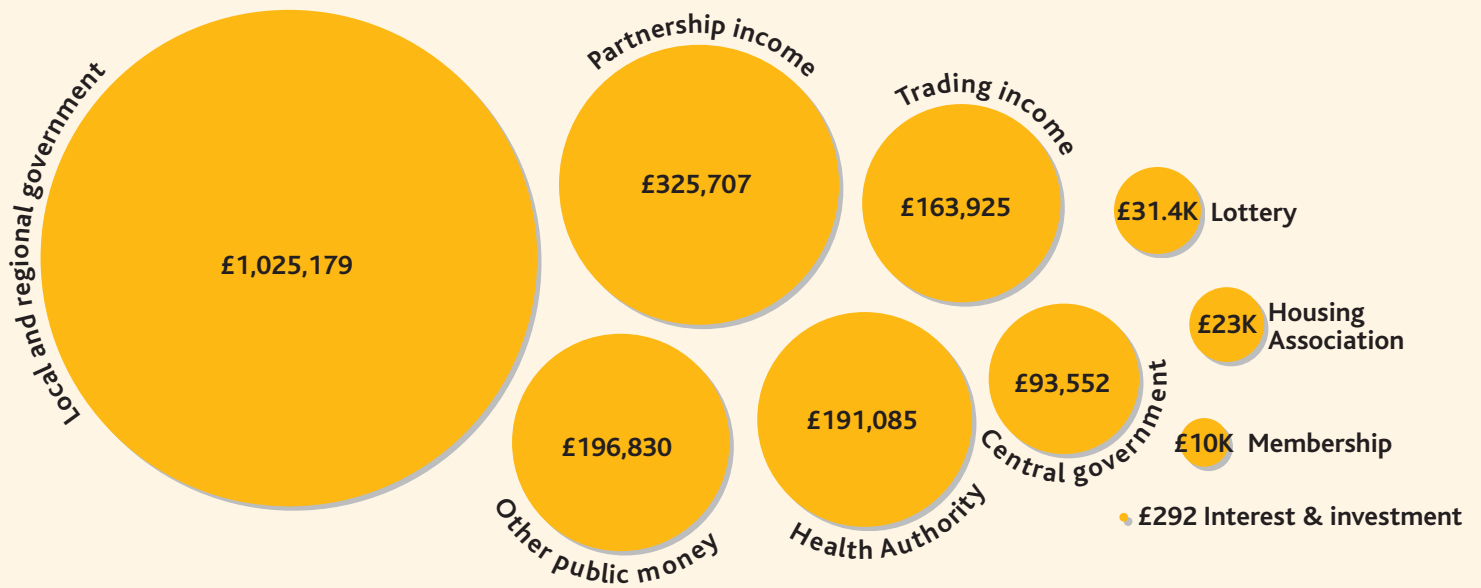 Local and regional government
£1,025,179
Partnership income
£325,707
Trading income
£163,925
£31.4K Lottery
£23K Housing
Association
£196,830
Other public money
£191,085
Health Authority
£93,552
Central government
£10K Membership
£292 Interest & investment